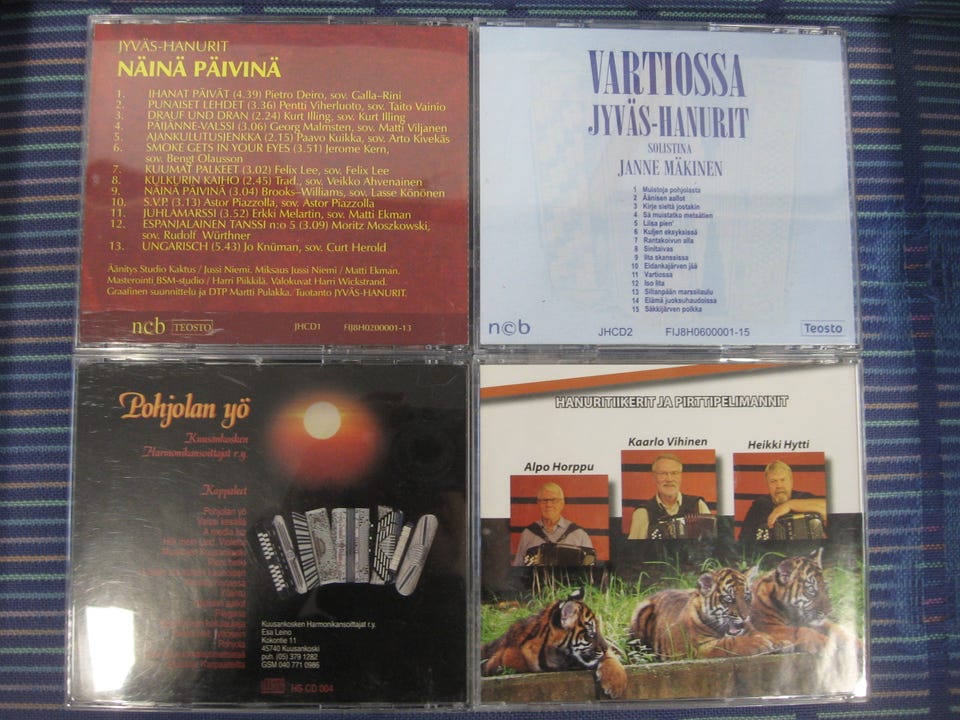 JYVÄS-HANURIT
NÄINÄ PÄIVINÄ
1. IHANAT PÄIVÄT (4.39) Pietro Deiro, sov. Galla-Rini
2. PUNAISET LEHDET (3.36) Pentti Viherluoto, sov. Taito Vainio
3. DRAUF UND DRAN (2.24) Kurt Illing, sov. Kurt Illing
4. PÄIJÄNNE-VALSSI (3.06) Georg Malmsten, sov. Matti Viljanen
5. AJANKULUTUSJENKKA (2.15) Paavo Kuikka, sov. Arto Kivekäs
6. SMOKE GETS IN YOUR EYES (3.51) Jerome Kern,
sov. Bengt Olausson
7. KUUMAT PALKEET (3.02) Felix Lee, sov. Felix Lee
8. KULKURIN KAIHO (2.45) Trad., sov. Veikko Ahvenainen
9. NÄINÄ PÄIVINÄ (3.04) Brooks-Williams, sov. Lasse Könönen
10. S.V.P. (3.13) Astor Piazzolla, sov. Astor Piazzolla
11. JUHLAMARSSI (3.52) Erkki Melartin, sov. Matti Ekman
12. ESPANJALAINEN TANSSI n:o 5 (3.09) Moritz Moszkowski,
sov. Rudolf Würthner
13. UNGARISCH (5.43) Jo Knümann, sov. Curt Herold
Äänitys Studio Kaktus / Jussi Niemi. Miksaus Jussi Niemi / Matti Ekman.
Masterointi BSM-studio / Harri Piikkilä. Valokuvat Harri Wickstrand.
Graafinen suunnittelu ja DTP Martti Pulakka. Tuotanto JYVÄS-HANURIT.
ncb TEOSTO JHCD1 FIJ8H0200001-13
VARTIOSSA
JYVÄS-HANURIT
SOLISTINA
JANNE MÄKINEN
1 Muistoja pohjolasta
2 Äänisen aallot
3 Kirje sieltä jostakin
4 Sä muistatko metsätien
5 Liisa pien'
6 Kuljen eksyksissä
7 Rantakoivun alla
8 Sinitaivas
9 Iita skanssissa
10 Eldankajärven jää
11 Vartiossa
12 Iso Iita
13 Sillanpään marssilaulu
14 Elämä juoksuhaudoissa
15 Säkkijärven polkka
n©b JHCD2 FIJ8H0600001-15 Teosto
Pohjolan yö
Kuusankosken
Harmonikansoittajat r.y.
Kappaleet
Pohjolan yö
Valssi kesällä
A media luz
Pohjola
Kuusankosken Harmonikansoittajat r.y.
Esa Leino
Kokontie 11
45740 Kuusankoski
puh. (05) 379 1282
GSM 040 771 0986
HS CD 004
HANURITIIKERIT JA PIRTTIPELIMANNIT
Alpo Horppu
Kaarlo Vihinen
Heikki Hytti